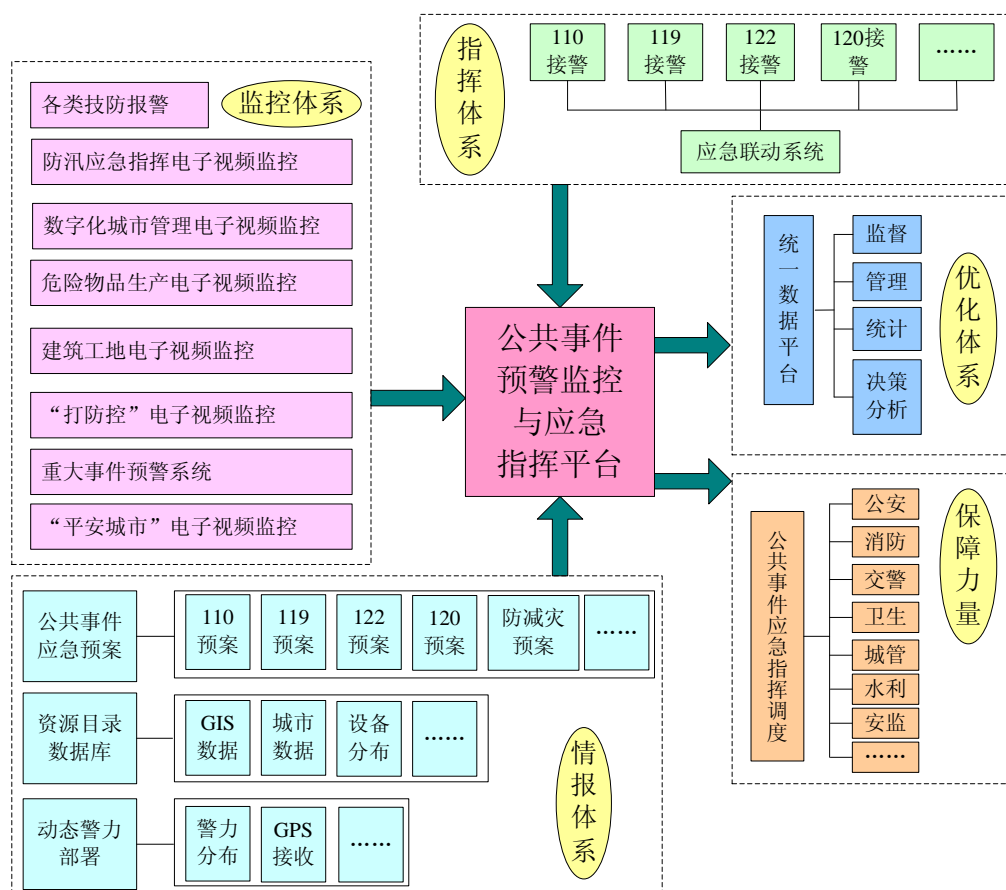 指
挥
体
系
110
接警
119
接警
122
接警
120接
警
……
应急联动系统
监控体系
各类技防报警
防汛应急指挥电子视频监控
数字化城市管理电子视频监控
危险物品生产电子视频监控
建筑工地电子视频监控
“打防控”电子视频监控
重大事件预警系统
“平安城市”电子视频监控
公共事件
预警监控
与应急
指挥平台
统
一
数
据
平
台
监督
管理
统计
决策
分析
优
化
体
系
公
共
事
件
应
急
指
挥
调
度
公安
消防
交警
卫生
城管
水利
安监
……
保
障
力
量
公共事件
应急预案
110
预案
119
预案
122
预案
120
预案
防减灾
预案
……
资源目录
数据库
GIS
数据
城市
数据
设备
分布
……
动态警力
部署
警力
分布
GPS
接收
……
情
报
体
系